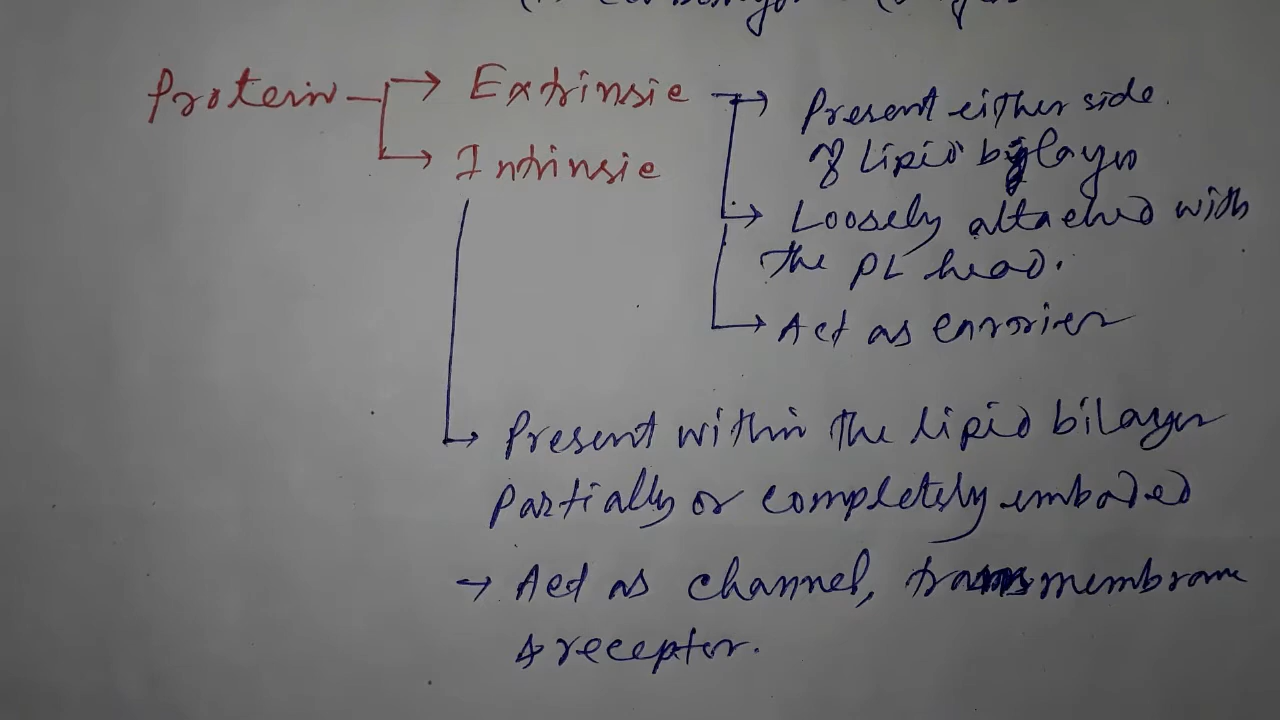 Protein → Extrinsic → Present either side.
of lipid bilayer
→ Intrinsic
→ Loosely attached with
the PL head.
→ Act as carrier
→ Present within the lipid bilayer
Partially or completely embaded
→ Act as channel, transmembrane
& receptor.